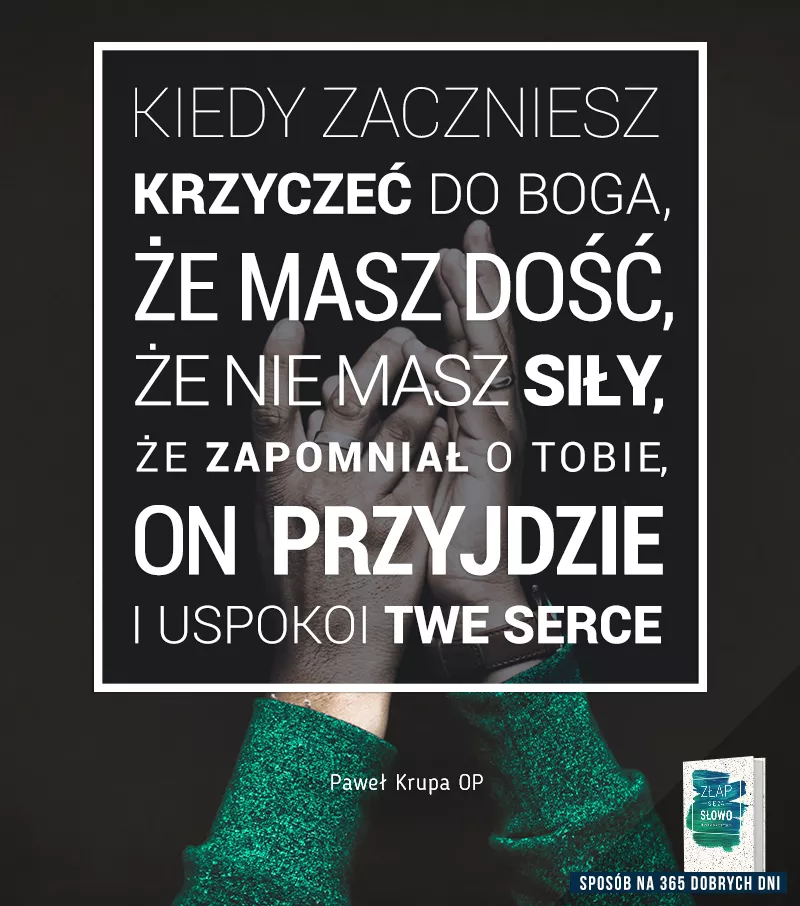 KIEDY ZACZNIESZ
KRZYCZEĆ DO BOGA,
ŻE MASZ DOŚĆ,
ŻE NIE MASZ SIŁY,
ŻE ZAPOMNIAŁ O TOBIE,
ON PRZYJDZIE
I USPOKOI TWE SERCE
Paweł Krupa OP
ZŁAP
SŁOWO
SPOSÓB NA 365 DOBRYCH DNI